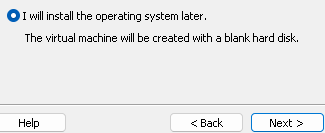 I will install the operating system later.
The virtual machine will be created with a blank hard disk.
Help
< Back
Next >